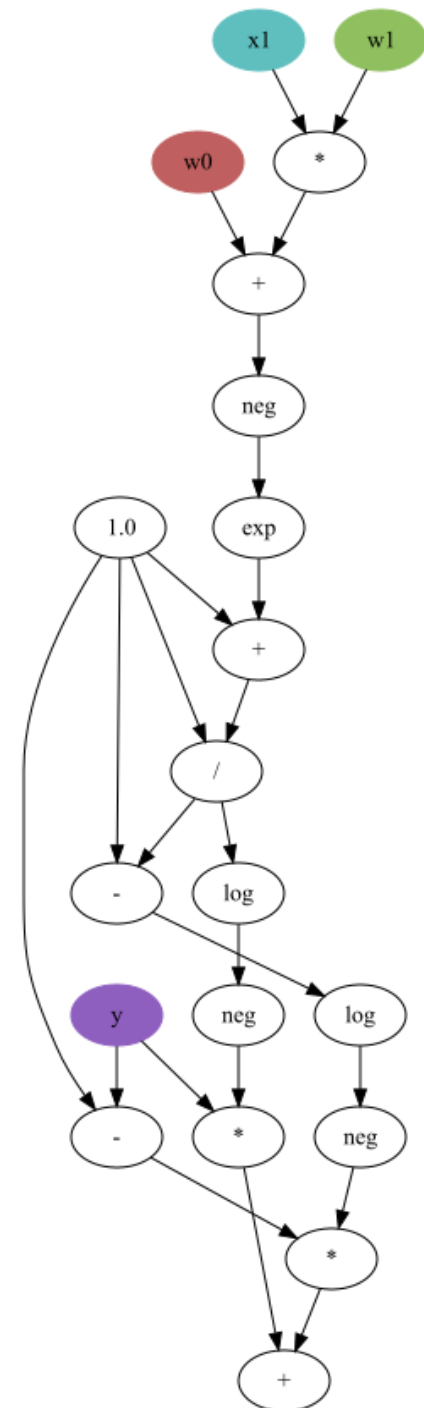 x1 w1
w0 *
+
neg
1.0 exp
+
/
- log
y neg log
- * neg
*
+